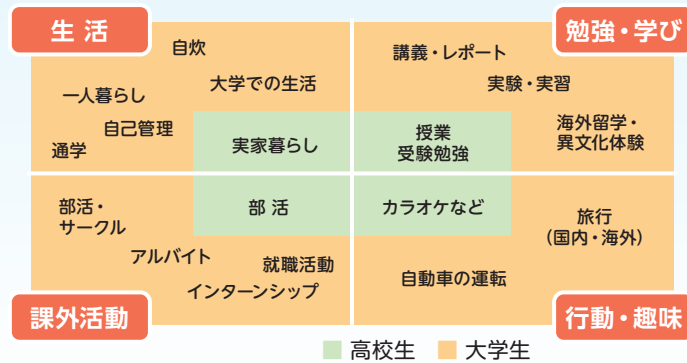 生活
自炊
大学での生活
一人暮らし
自己管理
通学
実家暮らし
勉強・学び
講義・レポート
実験・実習
授業
受験勉強
海外留学・
異文化体験
部活・
サークル
部活
アルバイト
就職活動
インターンシップ
課外活動
カラオケなど
旅行
(国内・海外)
自動車の運転
行動・趣味
高校生 大学生